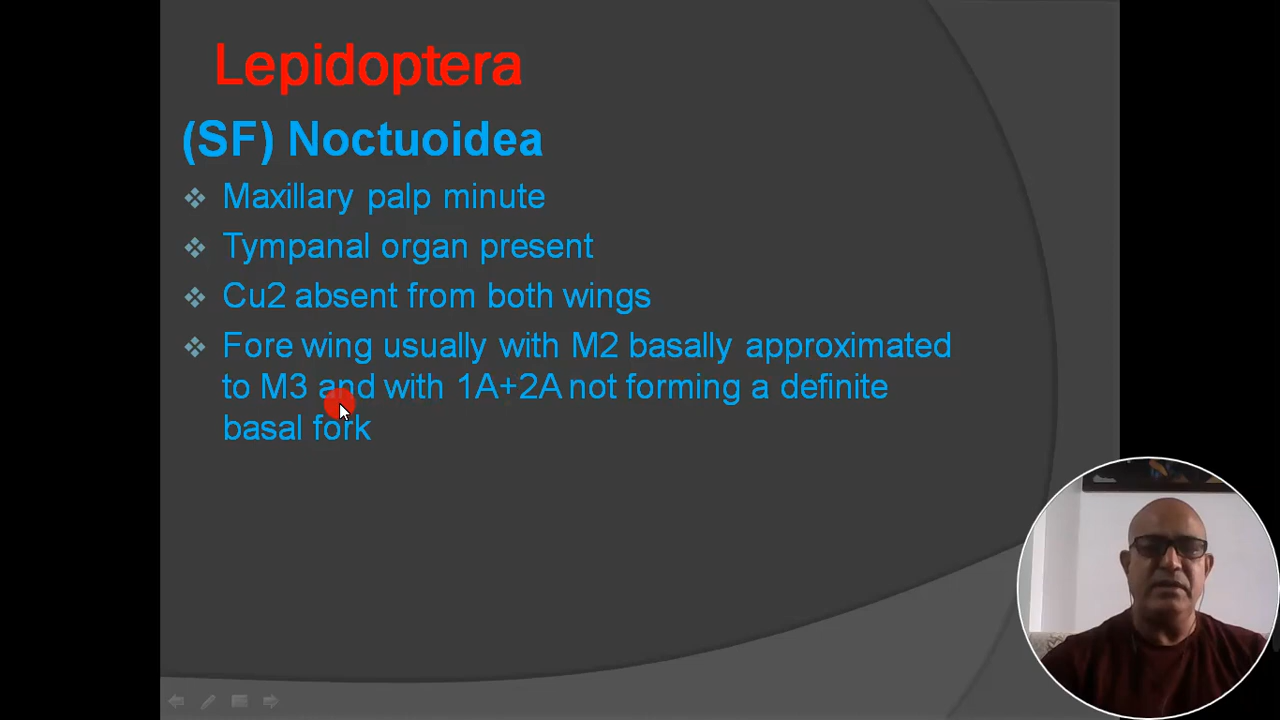 Lepidoptera
(SF) Noctuoidea
Maxillary palp minute
Tympanal organ present
Cu2 absent from both wings
Fore wing usually with M2 basally approximated
to M3 and with 1A+2A not forming a definite
basal fork